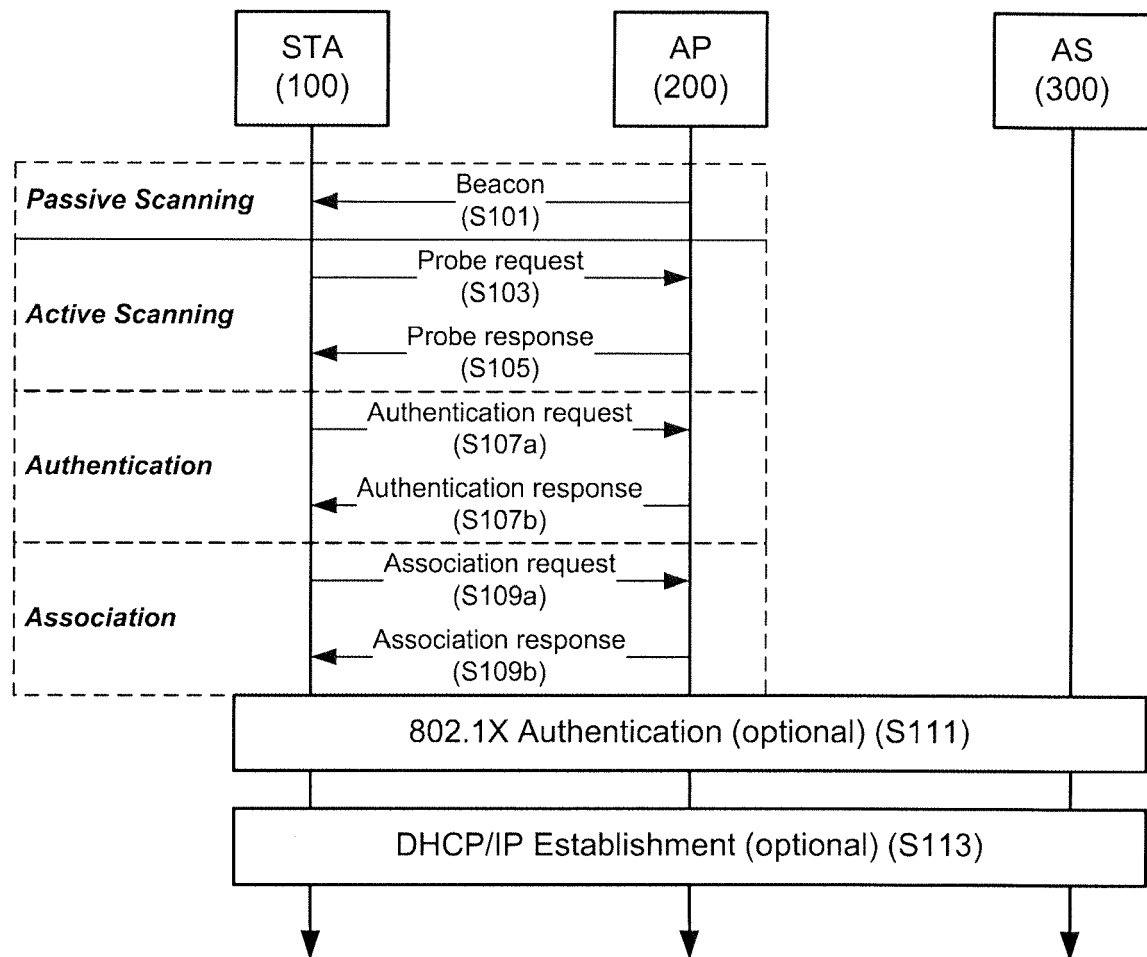 STA
(100)
AP
(200)
AS
(300)
Passive Scanning
Beacon
(S101)
Active Scanning
Probe request
(S103)
Probe response
(S105)
Authentication
Authentication request
(S107a)
Authentication response
(S107b)
Association
Association request
(S109a)
Association response
(S109b)
802.1X Authentication (optional) (S111)
DHCP/IP Establishment (optional) (S113)